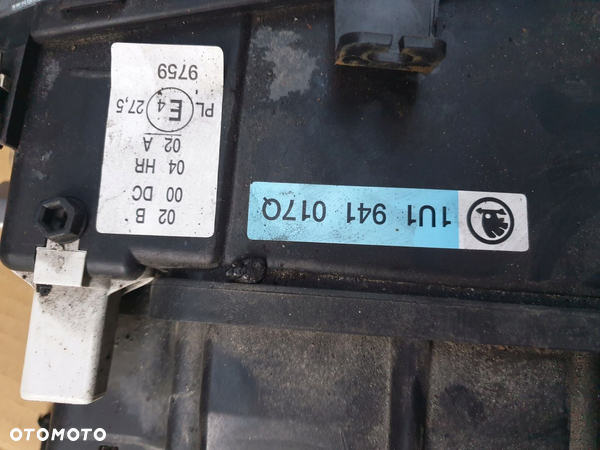 02 B
00 DC
04 HR
02 A
PL E4 27,5
9759
1U1 941 017Q
OTOMOTO